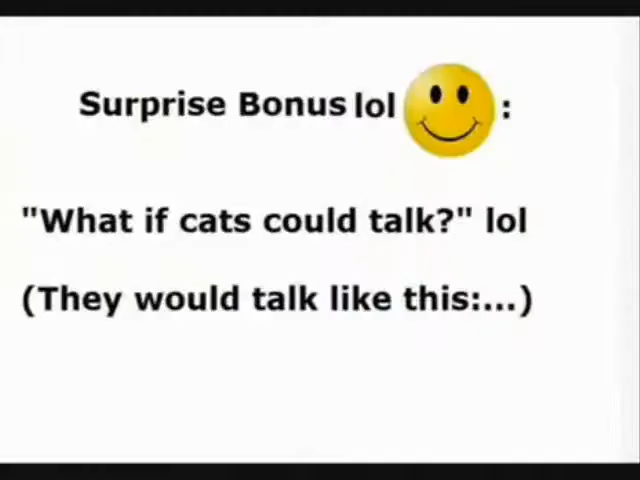 Surprise Bonus lol :
"What if cats could talk?" lol
(They would talk like this:...)